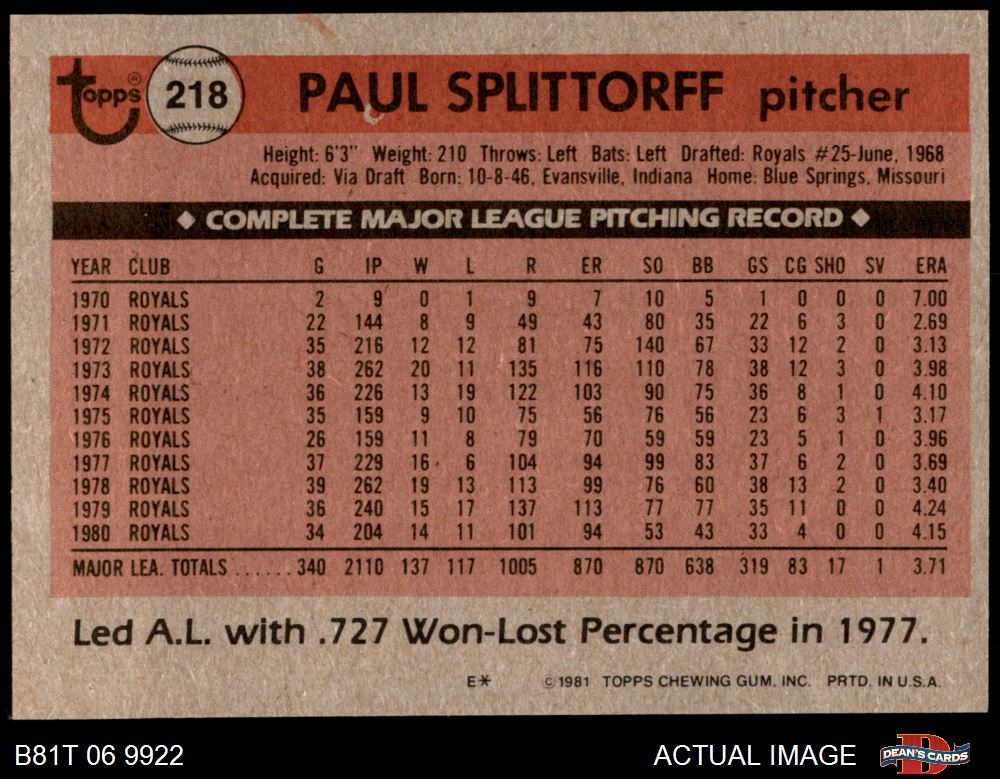 Topps® 218 PAUL SPLITTORFF pitcher
Height: 6'3" Weight: 210 Throws: Left Bats: Left Drafted: Royals #25-June, 1968
Acquired: Via Draft Born: 10-8-46, Evansville, Indiana Home: Blue Springs, Missouri
◆ COMPLETE MAJOR LEAGUE PITCHING RECORD ◆
YEAR CLUB G IP W L R ER SO BB GS CG SHO SV ERA
1970 ROYALS 2 9 0 1 9 7 10 5 1 0 0 0 7.00
1971 ROYALS 22 144 8 9 49 43 80 35 22 6 3 0 2.69
1972 ROYALS 35 216 12 12 81 75 140 67 33 12 2 0 3.13
1973 ROYALS 38 262 20 11 135 116 110 78 38 12 3 0 3.98
1974 ROYALS 36 226 13 19 122 103 90 75 36 8 1 0 4.10
1975 ROYALS 35 159 9 10 75 56 76 56 23 6 3 1 3.17
1976 ROYALS 26 159 11 8 79 70 59 59 23 5 1 0 3.96
1977 ROYALS 37 229 16 6 104 94 99 83 37 6 2 0 3.69
1978 ROYALS 39 262 19 13 113 99 76 60 38 13 2 0 3.40
1979 ROYALS 36 240 15 17 137 113 77 77 35 11 0 0 4.24
1980 ROYALS 34 204 14 11 101 94 53 43 33 4 0 0 4.15
MAJOR LEA. TOTALS ......340 2110 137 117 1005 870 870 638 319 83 17 1 3.71
Led A.L. with .727 Won-Lost Percentage in 1977.
E* ©1981 TOPPS CHEWING GUM, INC. PRTD. IN U.S.A.
B81T 06 9922 ACTUAL IMAGE DEAN'S CARDS